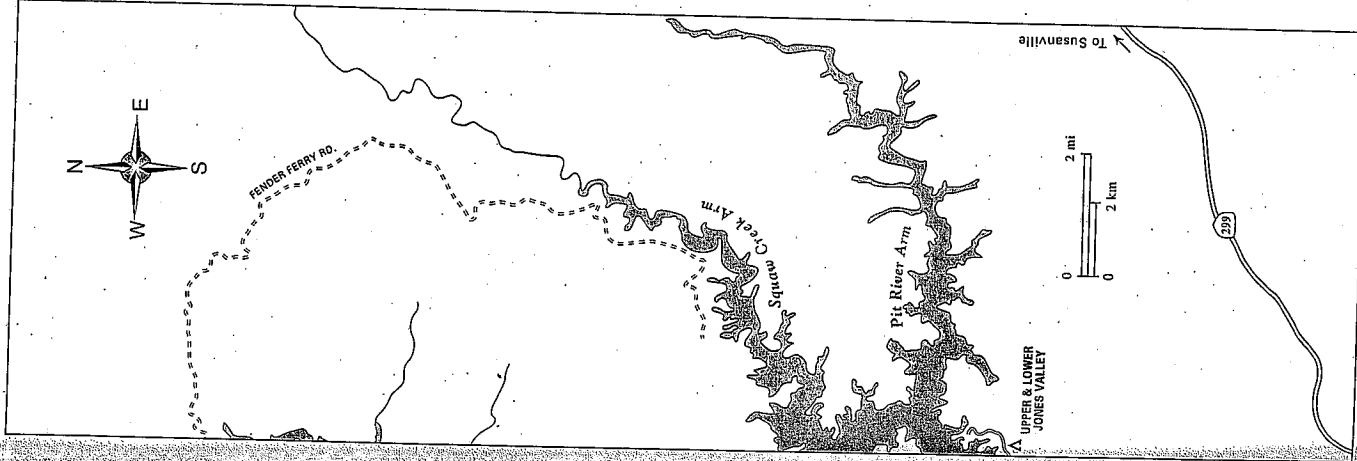 N
W E
S
FENDER FERRY RD.
Squaw Creek Arm
Pit River Arm
To Susanville
0 2 mi
0 2 km
299
UPPER & LOWER
JONES VALLEY